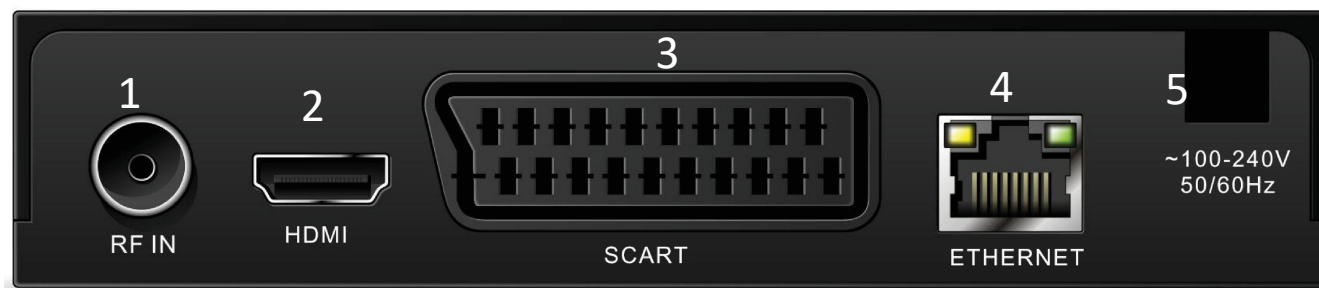 1
2
3
4
5
RF IN
HDMI
SCART
ETHERNET
~100-240V
50/60Hz